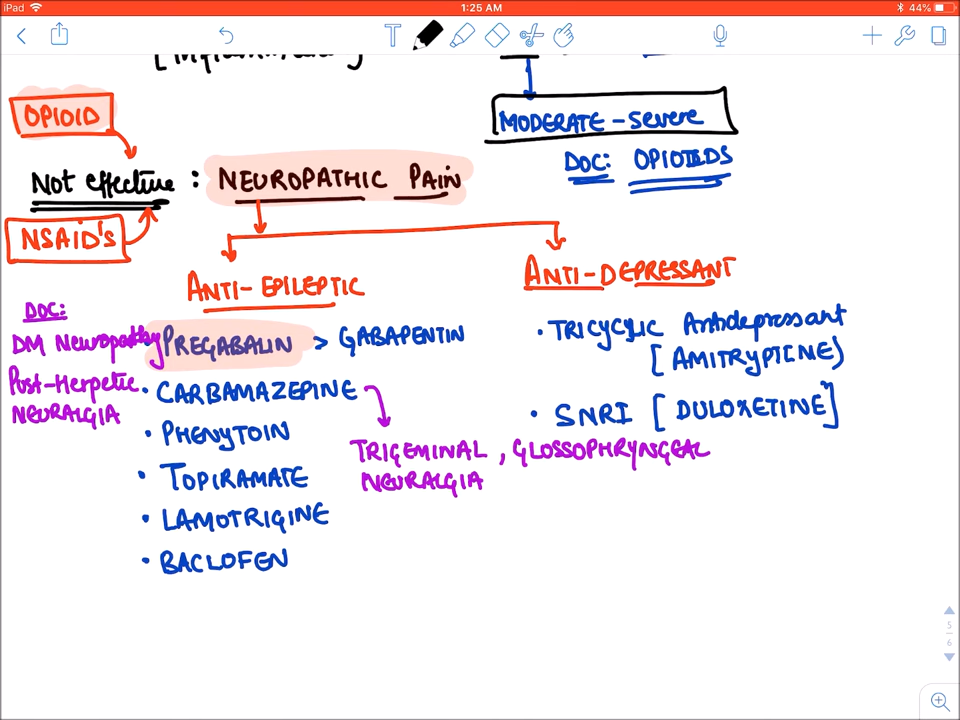 iPad
1:25 AM
44%
T
OPIOID
MODERATE - Severe
DOC: OPIOIDS
Not effective : NEUROPATHIC PAIN
NSAID's
ANTI-EPILEPTIC
ANTI-DEPRESSANT
DOC:
DM Neuropathy
Post-Herpetic
NEURALGIA
PREGABALIN > GABAPENTIN
• CARBAMAZEPINE
TRIGEMINAL, GLOSSOPHRYNGEAL
NEURALGIA
• PHENYTOIN
• TOPIRAMATE
• LAMOTRIGINE
• BACLOFEN
• TRICYCLIC Antidepressant
[AMITRYPTINE)
• SNRI [DULOXETINE]
5
6